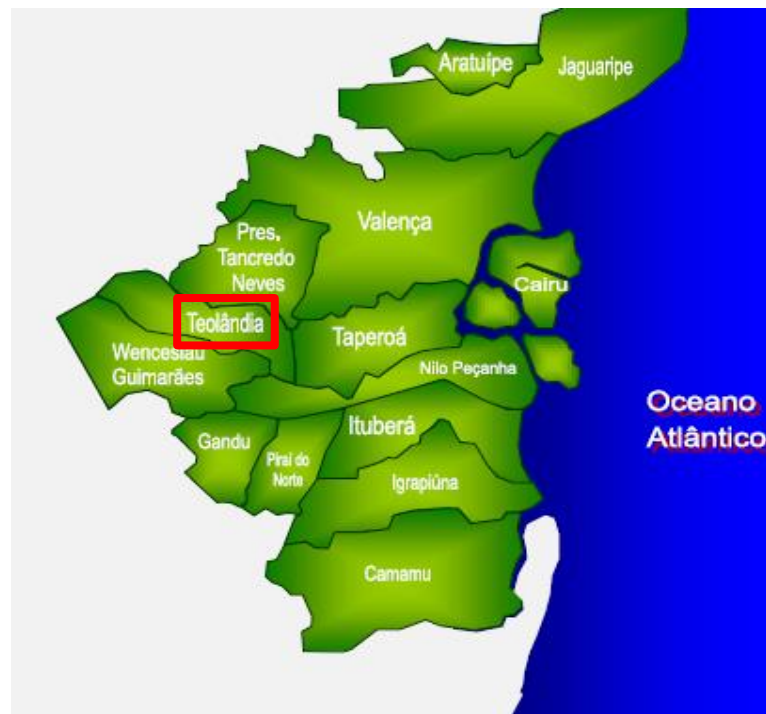 Aratuípe
Jaguaripe
Valença
Pres,
Tancredo
Neves
Cairu
Teolândia
Taperoá
Wenceslau
Guimarães
Nilo Peçanha
Oceano
Atlântico
Ituberá
Gandu
Piraí do
Norte
Igrapiúna
Camamu